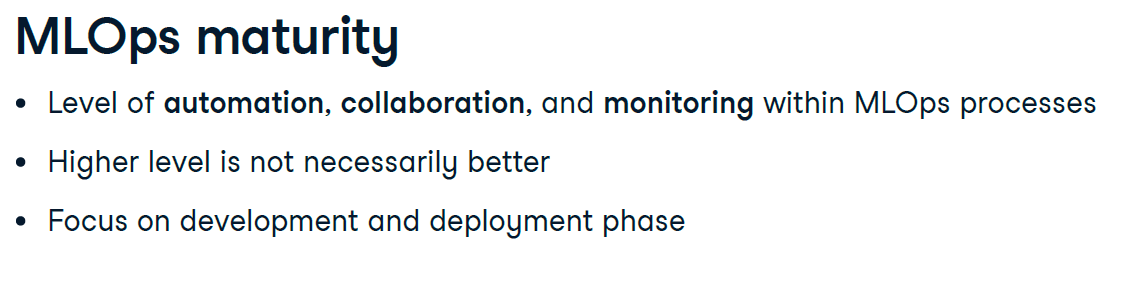 MLOps maturity
• Level of automation, collaboration, and monitoring within MLOps processes
• Higher level is not necessarily better
• Focus on development and deployment phase